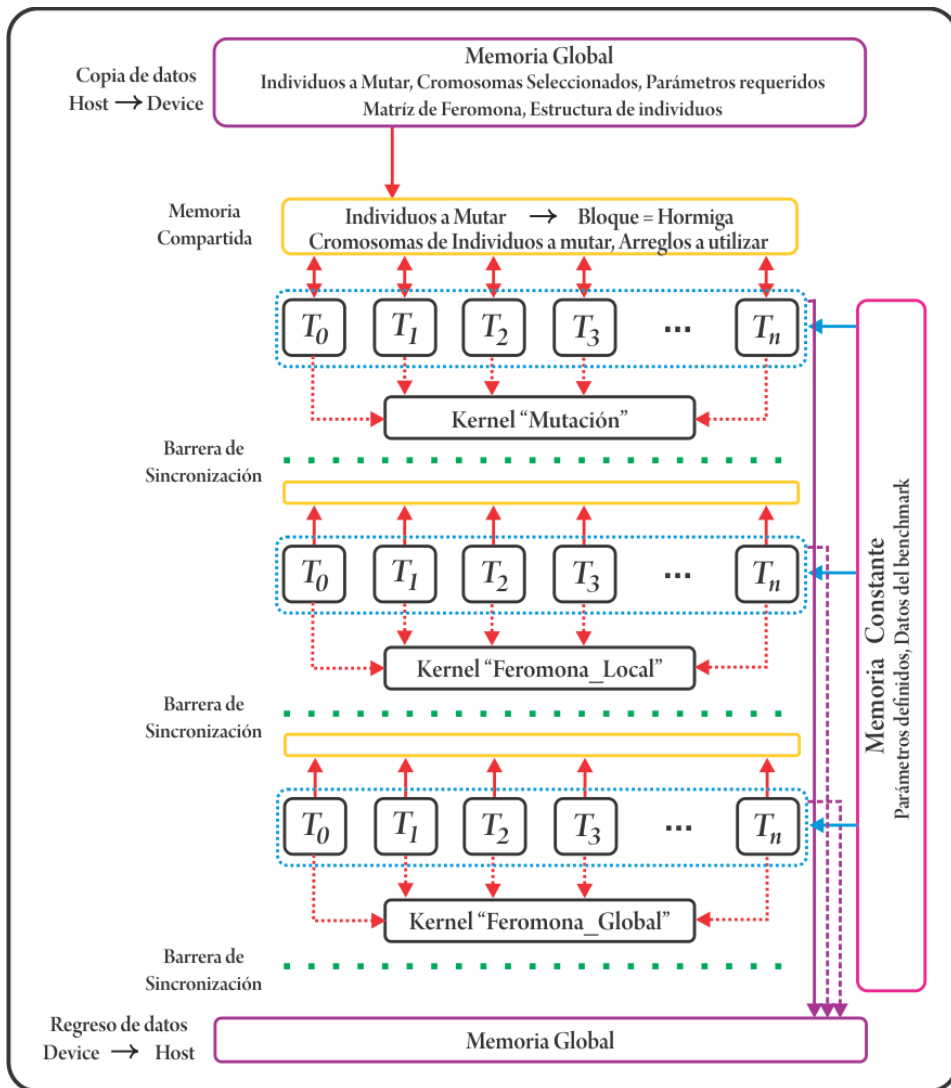 Memoria Global
Copia de datos
Host → Device
Individuos a Mutar, Cromosomas Seleccionados, Parámetros requeridos
Matríz de Feromona, Estructura de individuos
Memoria
Compartida
Individuos a Mutar → Bloque = Hormiga
Cromosomas de Individuos a mutar, Arreglos a utilizar
T0 T1 T2 T3 ... Tn
Kernel “Mutación”
Barrera de
Sincronización
T0 T1 T2 T3 ... Tn
Kernel “Feromona_Local”
Barrera de
Sincronización
T0 T1 T2 T3 ... Tn
Kernel “Feromona_Global”
Barrera de
Sincronización
Memoria Constante
Parámetros definidos, Datos del benchmark
Regreso de datos
Device → Host
Memoria Global